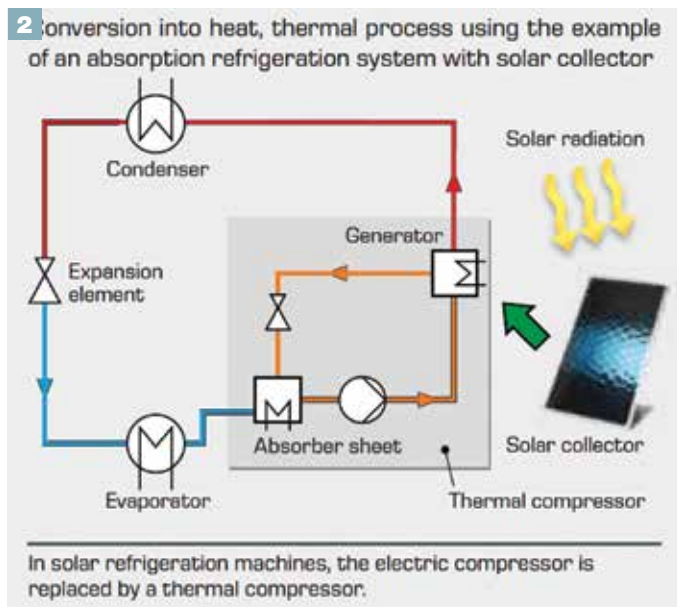 2
Conversion into heat, thermal process using the example
of an absorption refrigeration system with solar collector
Condenser
Solar radiation
Generator
Expansion
element
Absorber sheet
Solar collector
Evaporator
Thermal compressor
In solar refrigeration machines, the electric compressor is
replaced by a thermal compressor.